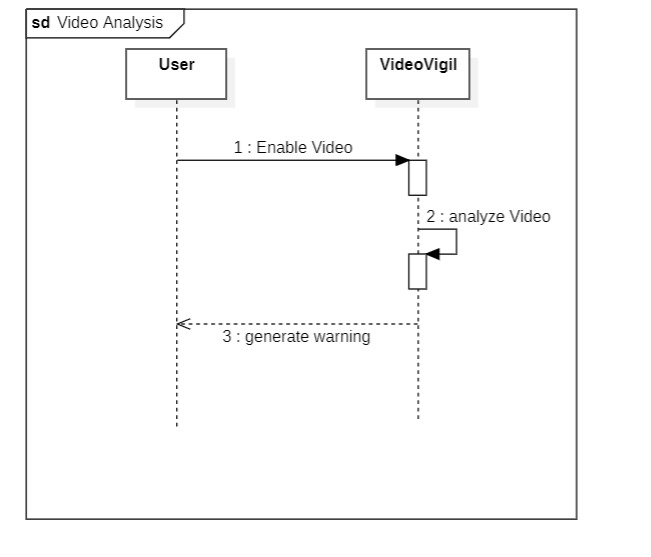 sd Video Analysis
User
VideoVigil
1 : Enable Video
2 : analyze Video
3 : generate warning